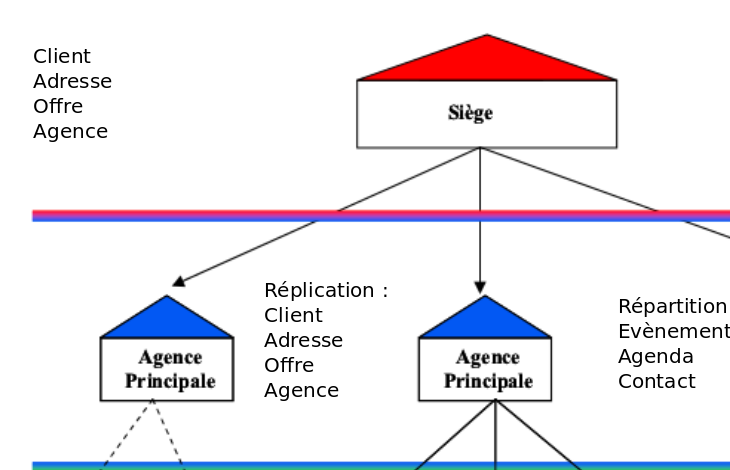 Client
Adresse
Offre
Agence
Siège
Réplication :
Client
Adresse
Offre
Agence
Répartition
Evènement
Agenda
Contact
Agence
Principale
Agence
Principale